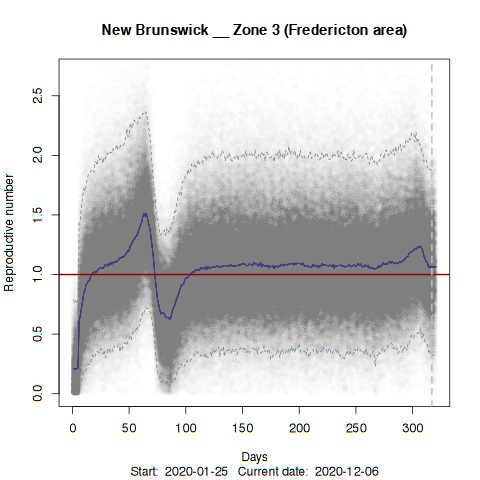 New Brunswick __ Zone 3 (Fredericton area)
Reproductive number
2.5
2.0
1.5
1.0
0.5
0.0
0 50 100 150 200 250 300
Days
Start: 2020-01-25 Current date: 2020-12-06